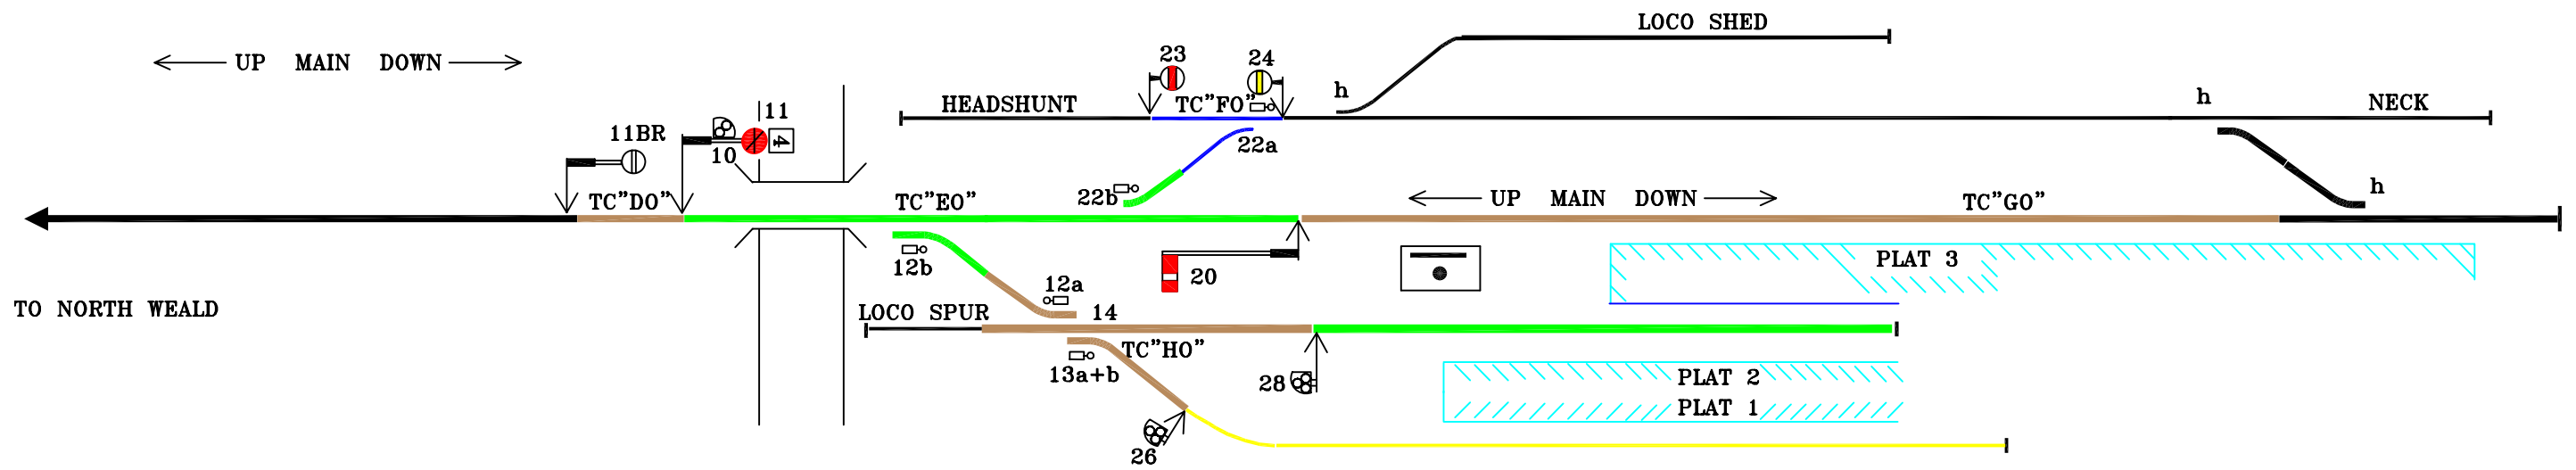 LOCO SHED
UP MAIN DOWN
23
24
h
HEADSHUNT
TC"FO"
h
NECK
11
4
11BR
10
22a
h
22b
TC"DO"
TC"EO"
UP MAIN DOWN
TC"GO"
12b
20
PLAT 3
12a
TO NORTH WEALD
LOCO SPUR
14
TC"HO"
13a+b
28
PLAT 2
PLAT 1
26